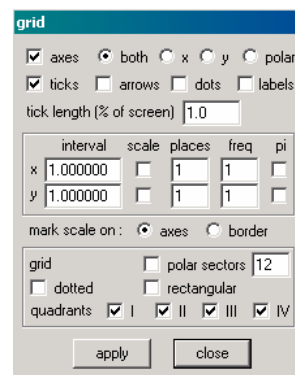 grid
axes both x y polar
ticks arrows dots labels
tick length (% of screen) 1.0
interval scale places freq pi
x 1.000000 1 1
y 1.000000 1 1
mark scale on : axes border
grid polar sectors 12
dotted rectangular
quadrants I II III IV
apply close